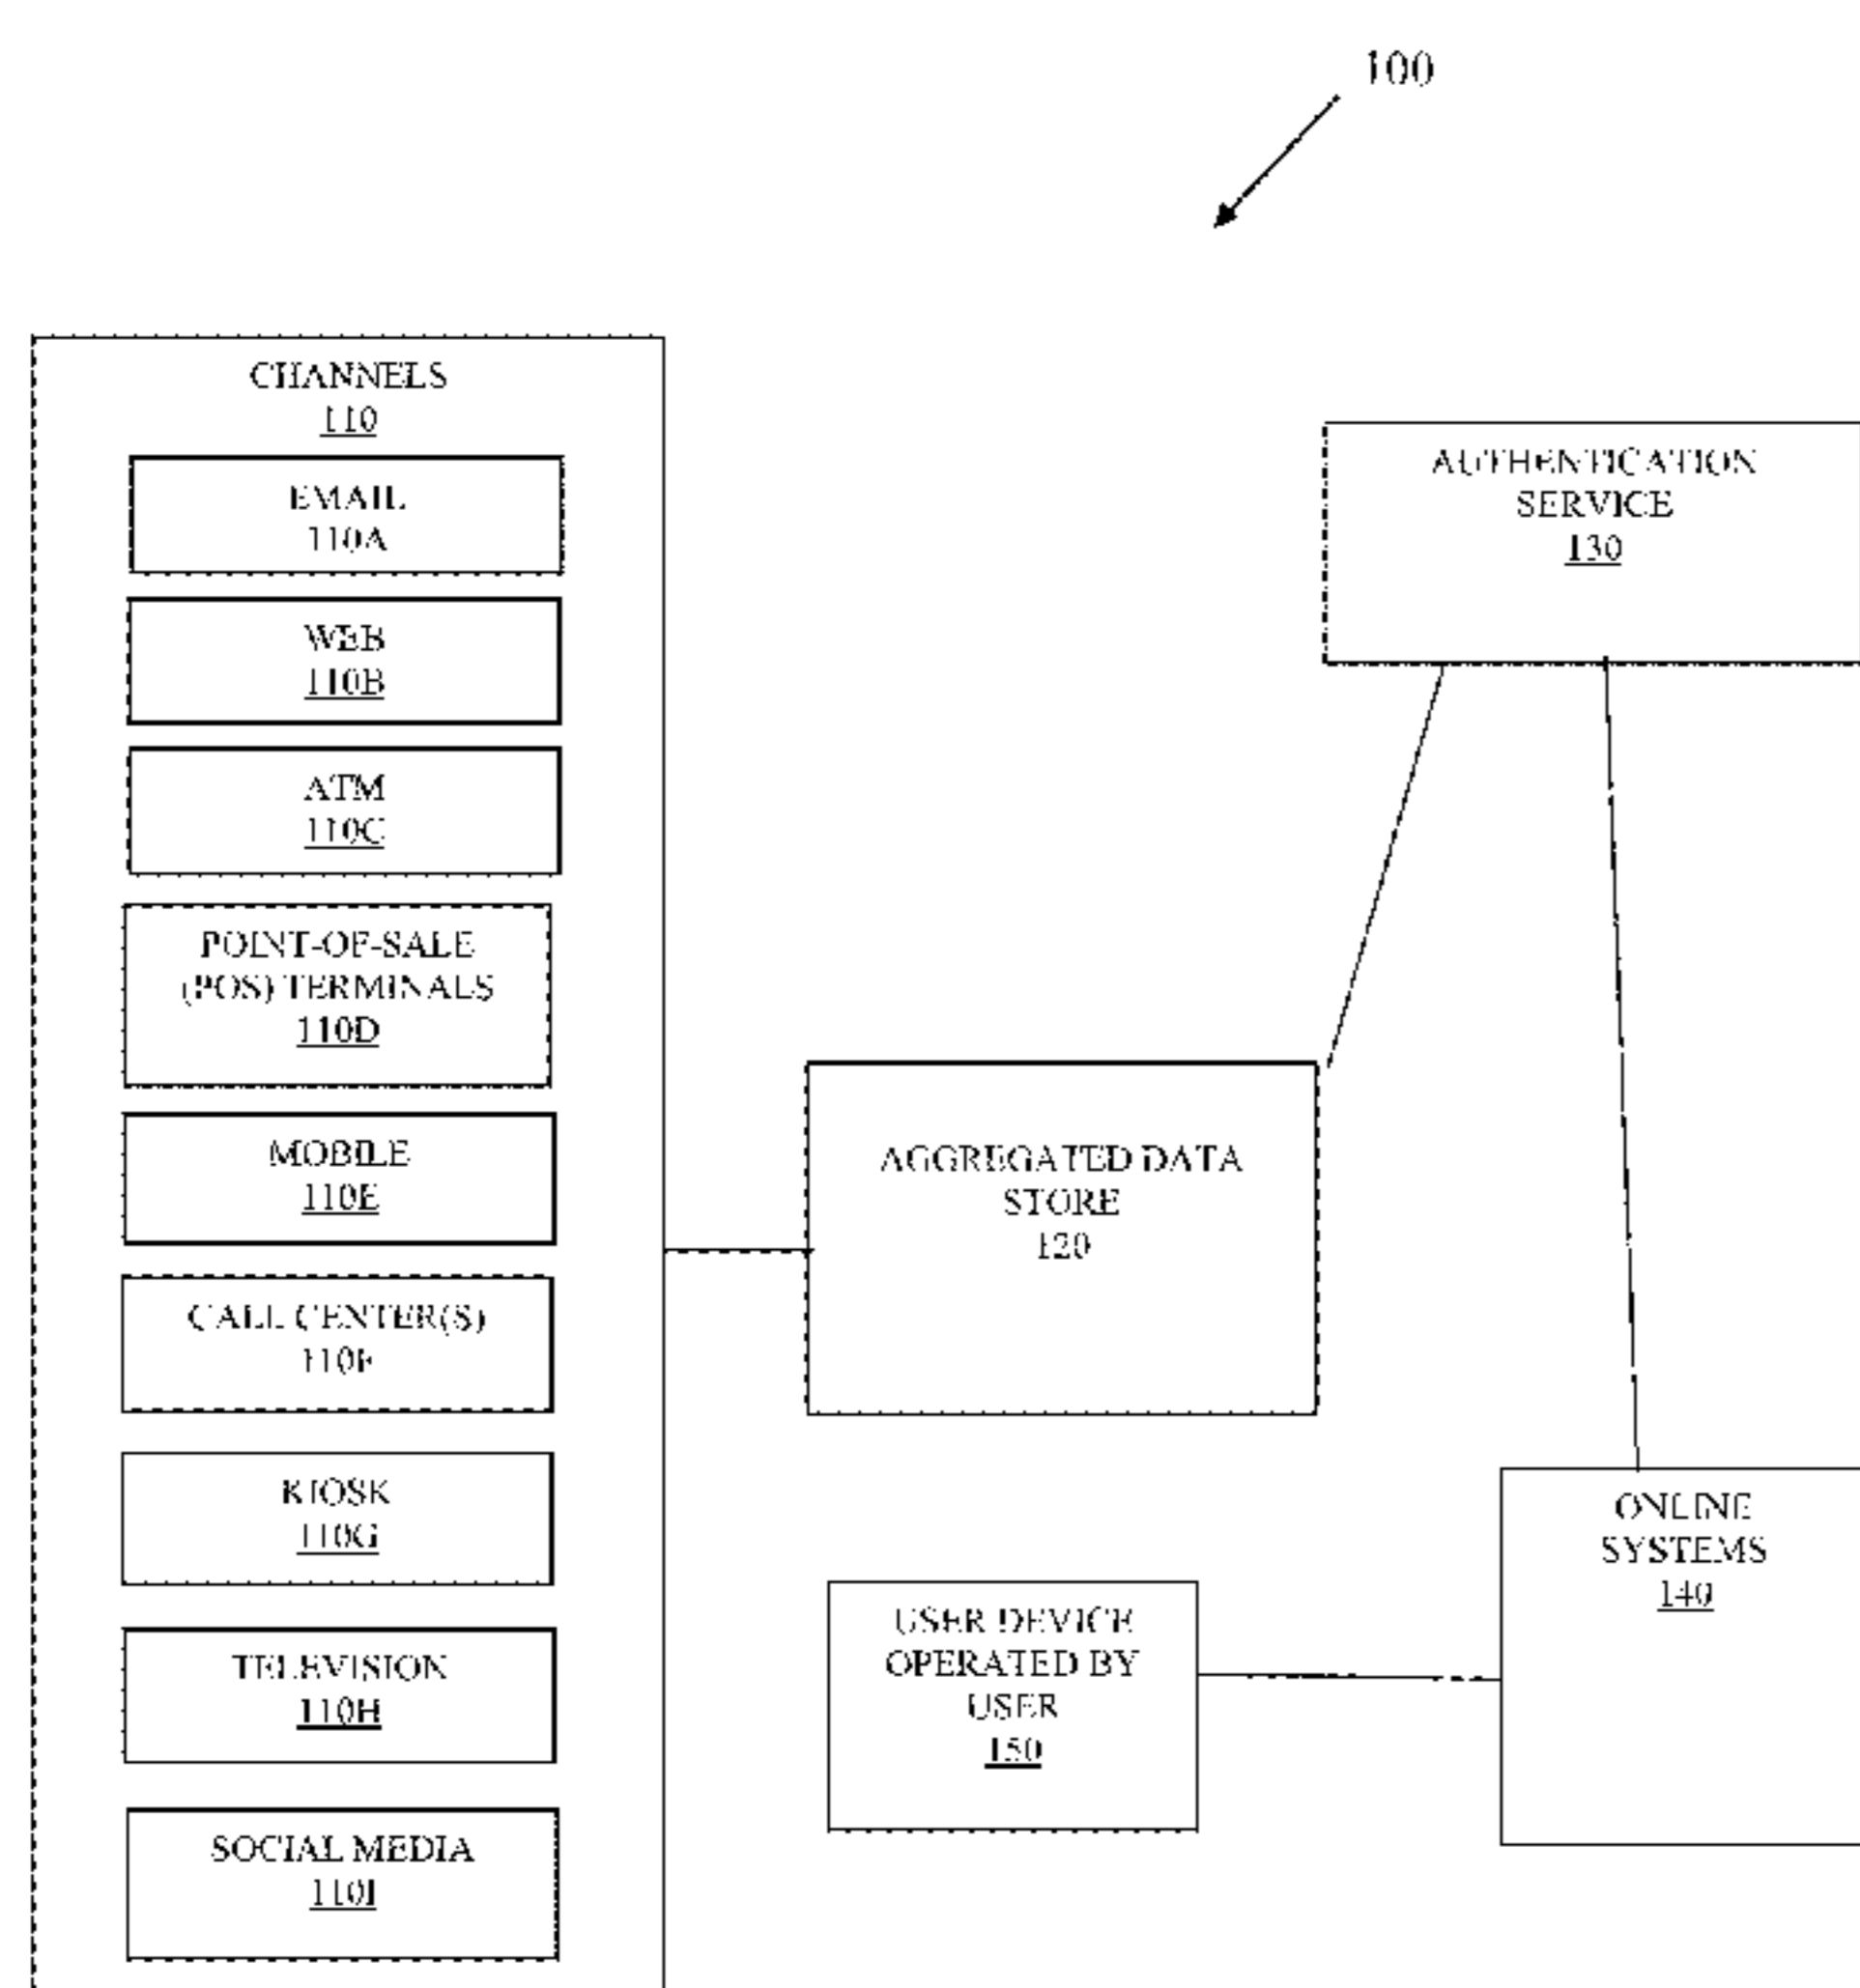 100
CHANNELS
110
EMAIL
110A
WEB
110B
ATM
110C
POINT-OF-SALE
(POS) TERMINALS
110D
MOBILE
110E
CALL CENTER(S)
110F
KIOSK
110G
TELEVISION
110H
SOCIAL MEDIA
110I
AGGREGATED DATA
STORE
120
AUTHENTICATION
SERVICE
130
ONLINE
SYSTEMS
140
USER DEVICE
OPERATED BY
USER
150